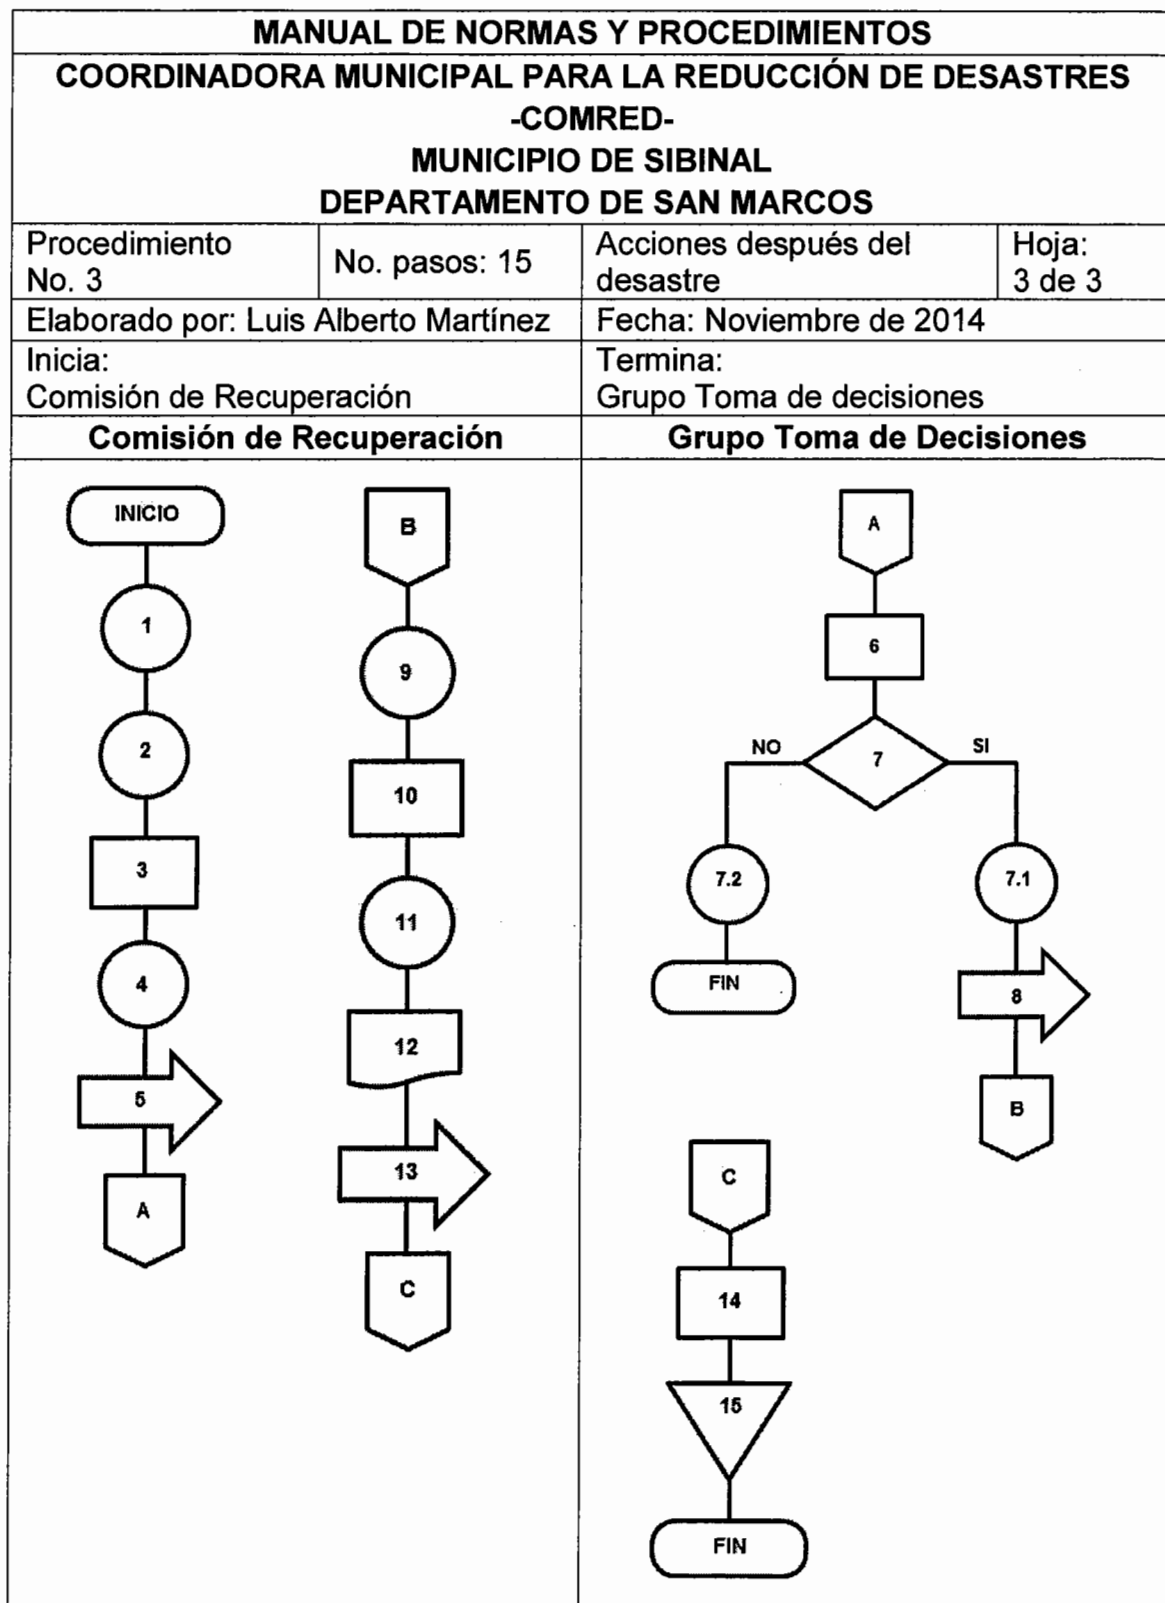 MANUAL DE NORMAS Y PROCEDIMIENTOS
COORDINADORA MUNICIPAL PARA LA REDUCCIÓN DE DESASTRES
-COMRED-
MUNICIPIO DE SIBINAL
DEPARTAMENTO DE SAN MARCOS
Procedimiento
No. 3
No. pasos: 15
Acciones después del
desastre
Hoja:
3 de 3
Elaborado por: Luis Alberto Martínez
Fecha: Noviembre de 2014
Inicia:
Comisión de Recuperación
Termina:
Grupo Toma de decisiones
Comisión de Recuperación
Grupo Toma de Decisiones
INICIO
1
2
3
4
5
A
B
9
10
11
12
13
C
A
6
7
NO
SI
7.2
7.1
FIN
8
B
C
14
15
FIN